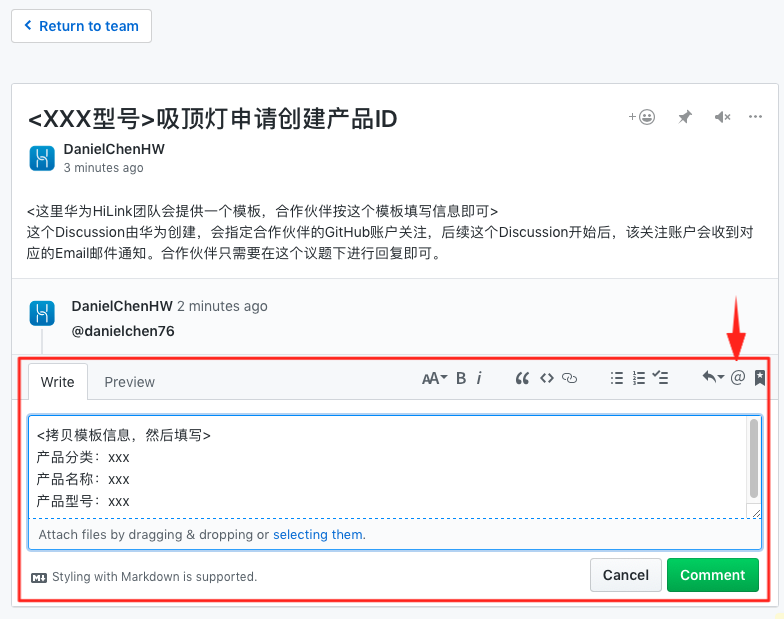 Return to team
<XXX型号>吸顶灯申请创建产品ID
DanielChenHW
3 minutes ago
<这里华为HiLink团队会提供一个模板，合作伙伴按这个模板填写信息即可>
这个Discussion由华为创建，会指定合作伙伴的GitHub账户关注，后续这个Discussion开始后，该关注账户会收到对
应的Email邮件通知。合作伙伴只需要在这个议题下进行回复即可。
DanielChenHW 2 minutes ago
@danielchen76
Write Preview AA B i “ <> @
<拷贝模板信息，然后填写>
产品分类：xxx
产品名称：xxx
产品型号：xxx
Attach files by dragging & dropping or selecting them.
Styling with Markdown is supported.
Cancel Comment